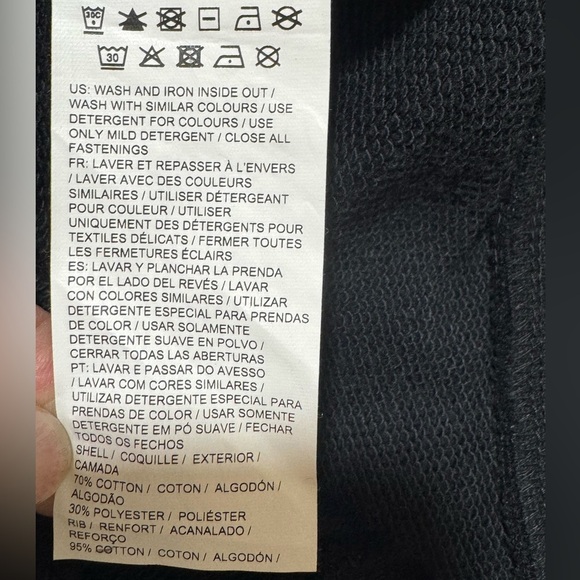 30C
30
US: WASH AND IRON INSIDE OUT /
WASH WITH SIMILAR COLOURS / USE
DETERGENT FOR COLOURS / USE
ONLY MILD DETERGENT / CLOSE ALL
FASTENINGS
FR: LAVER ET REPASSER À L'ENVERS
/ LAVER AVEC DES COULEURS
SIMILAIRES / UTILISER DÉTERGEANT
POUR COULEUR / UTILISER
UNIQUEMENT DES DÉTERGENTS POUR
TEXTILES DÉLICATS / FERMER TOUTES
LES FERMETURES ÉCLAIRS
ES: LAVAR Y PLANCHAR LA PRENDA
POR EL LADO DEL REVÉS / LAVAR
CON COLORES SIMILARES / UTILIZAR
DETERGENTE ESPECIAL PARA PRENDAS
DE COLOR / USAR SOLAMENTE
DETERGENTE SUAVE EN POLVO /
CERRAR TODAS LAS ABERTURAS
PT: LAVAR E PASSAR DO AVESSO
/ LAVAR COM CORES SIMILARES /
UTILIZAR DETERGENTE ESPECIAL PARA
PRENDAS DE COLOR / USAR SOMENTE
DETERGENTE EM PÓ SUAVE / FECHAR
TODOS OS FECHOS
SHELL / COQUILLE / EXTERIOR /
CAMADA
70% COTTON / COTON / ALGODÓN /
ALGODÃO
30% POLYESTER / POLIÉSTER
RIB / RENFORT / ACANALADO /
REFORÇO
95% COTTON / COTON / ALGODÓN /